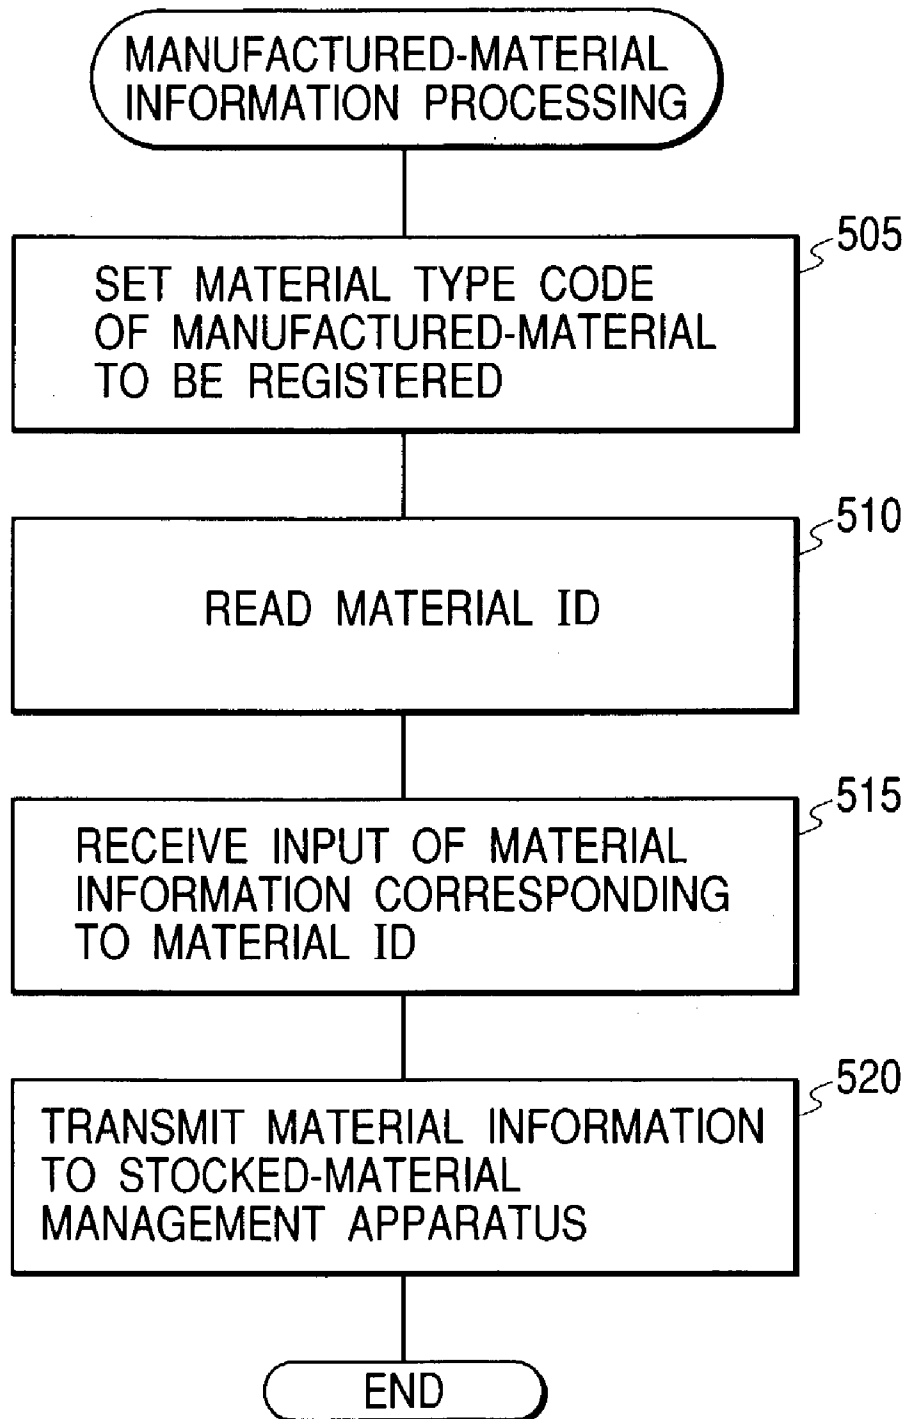 MANUFACTURED-MATERIAL
INFORMATION PROCESSING
505
SET MATERIAL TYPE CODE
OF MANUFACTURED-MATERIAL
TO BE REGISTERED
510
READ MATERIAL ID
515
RECEIVE INPUT OF MATERIAL
INFORMATION CORRESPONDING
TO MATERIAL ID
520
TRANSMIT MATERIAL INFORMATION
TO STOCKED-MATERIAL
MANAGEMENT APPARATUS
END